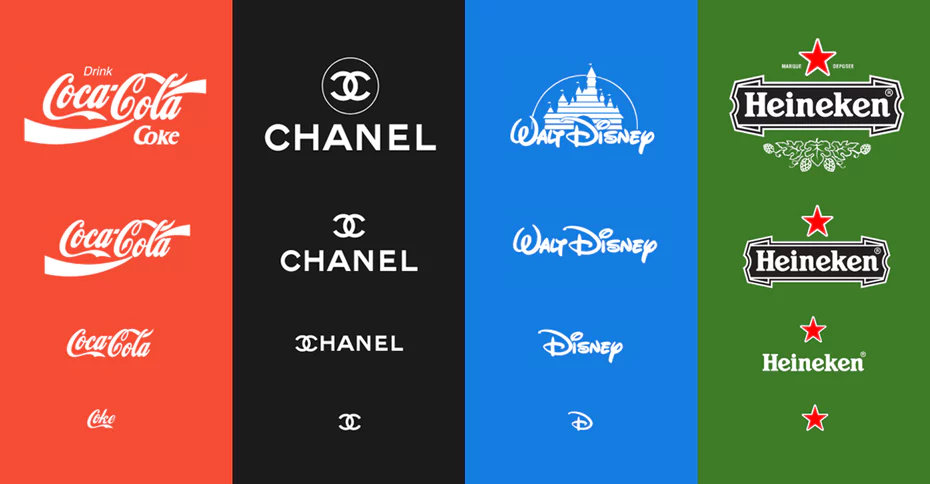 Drink
Coca-Cola
Coke
Coca-Cola
Coca-Cola
Coke
CHANEL
CHANEL
CHANEL
WALT DISNEY
WALT DISNEY
DISNEY
D
MARQUE DEPOSEE
Heineken®
Heineken®
Heineken®